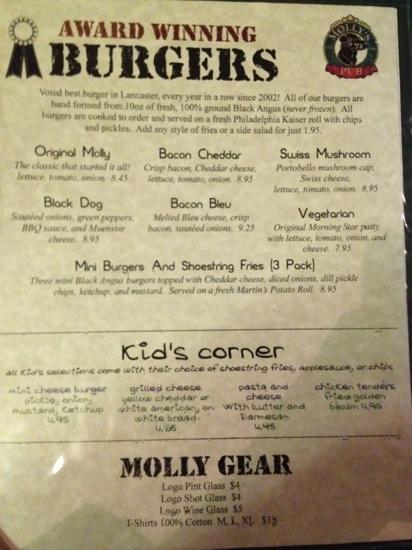 AWARD WINNING
BURGERS
MOLLY'S
PUB
Voted best burger in Lancaster, every year in a row since 2002! All of our burgers are
hand formed from 10oz of fresh, 100% ground Black Angus (never frozen). All
burgers are cooked to order and served on a fresh Philadelphia Kaiser roll with chips
and pickles. Add any style of fries or a side salad for just 1.95.
Original Molly
The classic that started it all!
lettuce, tomato, onion. 8.45
Bacon Cheddar
Crisp bacon, Cheddar cheese,
lettuce, tomato, onion. 8.95
Swiss Mushroom
Portobello mushroom cap,
Swiss cheese,
lettuce, tomato, onion. 8.95
Black Dog
Sautéed onions, green peppers,
BBQ sauce, and Muenster
cheese. 8.95
Bacon Bleu
Melted Bleu cheese, crisp
bacon, sautéed onions. 9.25
Vegetarian
Original Morning Star patty,
with lettuce, tomato, onion, and
cheese. 7.95
Mini Burgers And Shoestring Fries (3 Pack)
Three mini Black Angus burgers topped with Cheddar cheese, diced onions, dill pickle
chips, ketchup, and mustard. Served on a fresh Martin's Potato Roll. 8.95
Kid's corner
all kid's selections come with their choice of shoestring fries, applesauce, or chips
mini cheese burger
pickle, onion,
mustard, ketchup
4.95
grilled cheese
yellow cheddar or
white american, on
white bread.
4.95
pasta and
cheese
With butter and
Parmesan
4.95
chicken tenders
fried golden
brown 4.95
MOLLY GEAR
Logo Pint Glass $4
Logo Shot Glass $4
Logo Wine Glass $5
T-Shirts 100% Cotton M, L, XL